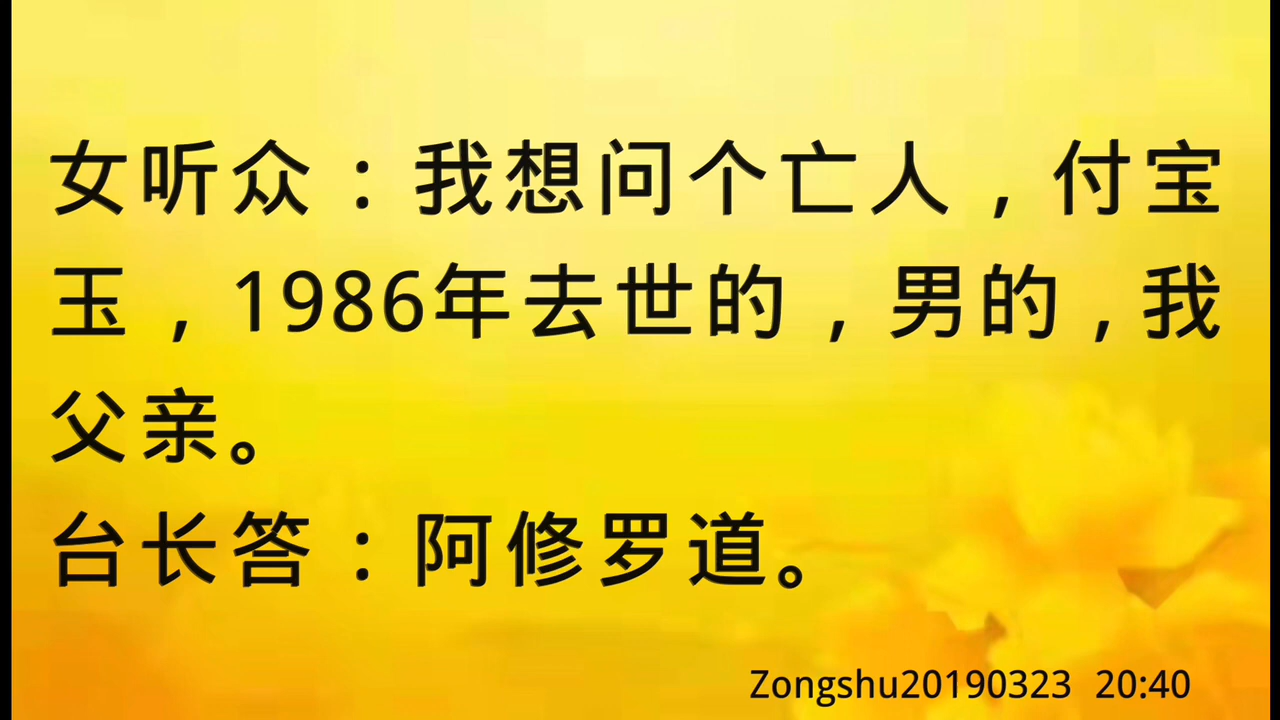 女听众：我想问个亡人，付宝
玉，1986年去世的，男的，我
父亲。
台长答：阿修罗道。
Zongshu20190323 20:40